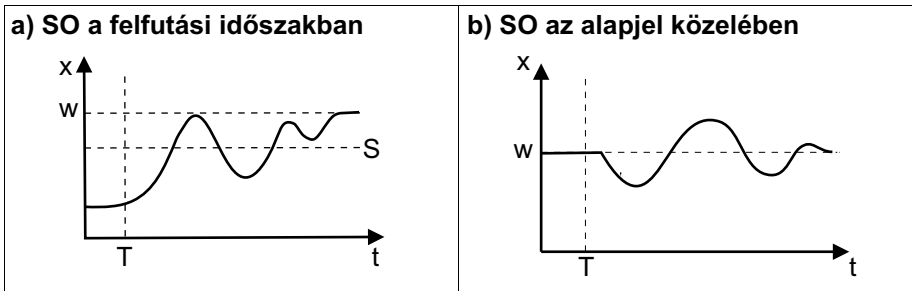 a) SO a felfutási időszakban
x
w
S
T
t
b) SO az alapjel közelében
x
w
T
t